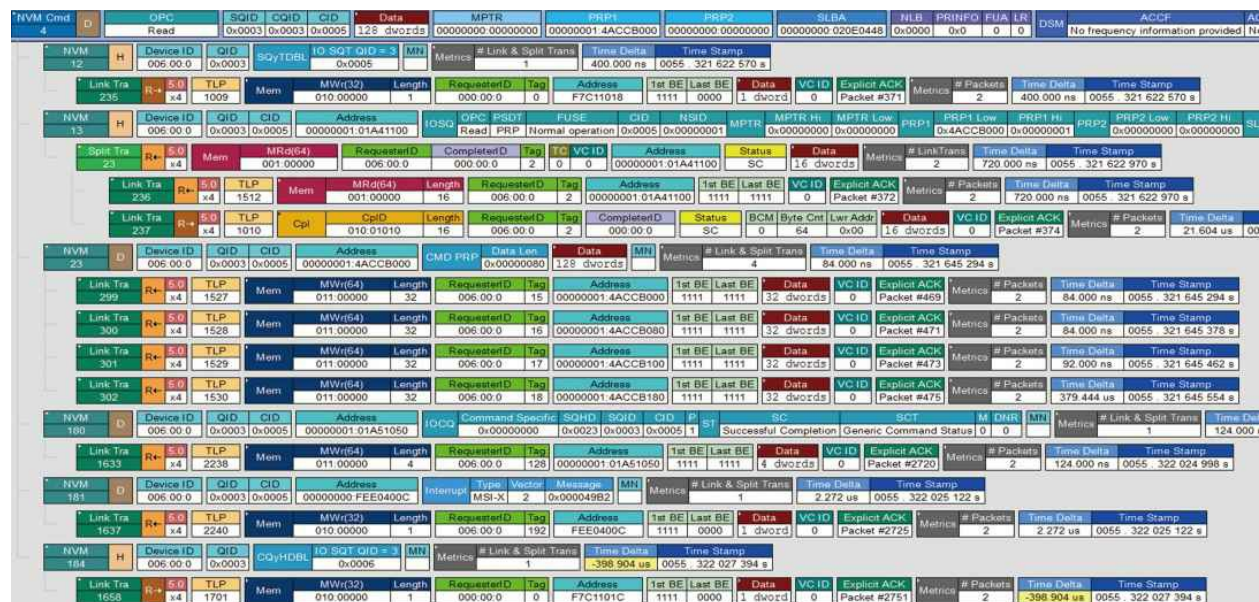 NVM Cmd D OPC SQID CQID CID Data MPTR PRP1 PRP2 SLBA NLB PRINFO FUA LR DSM ACCF
4 Read 0x0003 0x0003 0x0005 128 dwords 00000000:00000000 00000001:4ACCB000 00000000:00000000 00000000:020E0448 0x0000 0x0 0 0 No frequency information provided
NVM H Device ID QID SQyTDBL IO SQT QID = 3 MN Metrics # Link & Split Trans Time Delta Time Stamp
12 006:00:0 0x0003 0x0005 1 400.000 ns 0055 . 321 622 570 s
Link Tra R→ 5.0 TLP Mem MWr(32) Length RequesterID Tag Address 1st BE Last BE Data VC ID Explicit ACK Metrics # Packets Time Delta Time Stamp
235 x4 1009 010:00000 1 000:00:0 0 F7C11018 1111 0000 1 dword 0 Packet #371 2 400.000 ns 0055 . 321 622 570 s
NVM H Device ID QID CID Address IOSQ OPC PSDT FUSE CID NSID MPTR MPTR Hi MPTR Low PRP1 PRP1 Low PRP1 Hi PRP2 PRP2 Low PRP2 Hi SL
13 006:00:0 0x0003 0x0005 00000001:01A41100 Read PRP Normal operation 0x0005 0x00000001 0x00000000 0x00000000 0x4ACCB000 0x00000001 0x00000000 0x00000000
Split Tra R← 5.0 Mem MRd(64) RequesterID CompleterID Tag TC VC ID Address Status Data Metrics # LinkTrans Time Delta Time Stamp
23 x4 001:00000 006:00:0 000:00:0 2 0 0 00000001:01A41100 SC 16 dwords 2 720.000 ns 0055 . 321 622 970 s
Link Tra R← 5.0 TLP Mem MRd(64) Length RequesterID Tag Address 1st BE Last BE VC ID Explicit ACK Metrics # Packets Time Delta Time Stamp
236 x4 1512 001:00000 16 006:00:0 2 00000001:01A41100 1111 1111 0 Packet #372 2 720.000 ns 0055 . 321 622 970 s
Link Tra R→ 5.0 TLP Cpl CplD Length RequesterID Tag CompleterID Status BCM Byte Cnt Lwr Addr Data VC ID Explicit ACK Metrics # Packets Time Delta
237 x4 1010 010:01010 16 006:00:0 2 000:00:0 SC 0 64 0x00 16 dwords 0 Packet #374 2 21.604 us 00
NVM D Device ID QID CID Address CMD PRP Data Len Data MN Metrics # Link & Split Trans Time Delta Time Stamp
23 006:00:0 0x0003 0x0005 00000001:4ACCB000 0x00000080 128 dwords 4 84.000 ns 0055 . 321 645 294 s
Link Tra R← 5.0 TLP Mem MWr(64) Length RequesterID Tag Address 1st BE Last BE Data VC ID Explicit ACK Metrics # Packets Time Delta Time Stamp
299 x4 1527 011:00000 32 006:00:0 15 00000001:4ACCB000 1111 1111 32 dwords 0 Packet #469 2 84.000 ns 0055 . 321 645 294 s
Link Tra R← 5.0 TLP Mem MWr(64) Length RequesterID Tag Address 1st BE Last BE Data VC ID Explicit ACK Metrics # Packets Time Delta Time Stamp
300 x4 1528 011:00000 32 006:00:0 16 00000001:4ACCB080 1111 1111 32 dwords 0 Packet #471 2 84.000 ns 0055 . 321 645 378 s
Link Tra R← 5.0 TLP Mem MWr(64) Length RequesterID Tag Address 1st BE Last BE Data VC ID Explicit ACK Metrics # Packets Time Delta Time Stamp
301 x4 1529 011:00000 32 006:00:0 17 00000001:4ACCB100 1111 1111 32 dwords 0 Packet #473 2 92.000 ns 0055 . 321 645 462 s
Link Tra R← 5.0 TLP Mem MWr(64) Length RequesterID Tag Address 1st BE Last BE Data VC ID Explicit ACK Metrics # Packets Time Delta Time Stamp
302 x4 1530 011:00000 32 006:00:0 18 00000001:4ACCB180 1111 1111 32 dwords 0 Packet #475 2 379.444 us 0055 . 321 645 554 s
NVM D Device ID QID CID Address IOCQ Command Specific SQHD SQID CID P ST SC SCT M DNR MN Metrics # Link & Split Trans Time Del
180 006:00:0 0x0003 0x0005 00000001:01A51050 0x00000000 0x0023 0x0003 0x0005 1 Successful Completion Generic Command Status 0 0 1 124.000
Link Tra R← 5.0 TLP Mem MWr(64) Length RequesterID Tag Address 1st BE Last BE Data VC ID Explicit ACK Metrics # Packets Time Delta Time Stamp
1633 x4 2238 011:00000 4 006:00:0 128 00000001:01A51050 1111 1111 4 dwords 0 Packet #2720 2 124.000 ns 0055 . 322 024 998 s
NVM D Device ID QID CID Address Interrupt Type Vector Message MN Metrics # Link & Split Trans Time Delta Time Stamp
181 006:00:0 0x0003 0x0005 00000000:FEE0400C MSI-X 2 0x000049B2 1 2.272 us 0055 . 322 025 122 s
Link Tra R← 5.0 TLP Mem MWr(32) Length RequesterID Tag Address 1st BE Last BE Data VC ID Explicit ACK Metrics # Packets Time Delta Time Stamp
1637 x4 2240 010:00000 1 006:00:0 192 FEE0400C 1111 0000 1 dword 0 Packet #2725 2 2.272 us 0055 . 322 025 122 s
NVM H Device ID QID CQyHDBL IO SQT QID = 3 MN Metrics # Link & Split Trans Time Delta Time Stamp
184 006:00:0 0x0003 0x0006 1 -398.904 us 0055 . 322 027 394 s
Link Tra R→ 5.0 TLP Mem MWr(32) Length RequesterID Tag Address 1st BE Last BE Data VC ID Explicit ACK Metrics # Packets Time Delta Time Stamp
1658 x4 1701 010:00000 1 000:00:0 0 F7C1101C 1111 0000 1 dword 0 Packet #2751 2 -398.904 us 0055 . 322 027 394 s